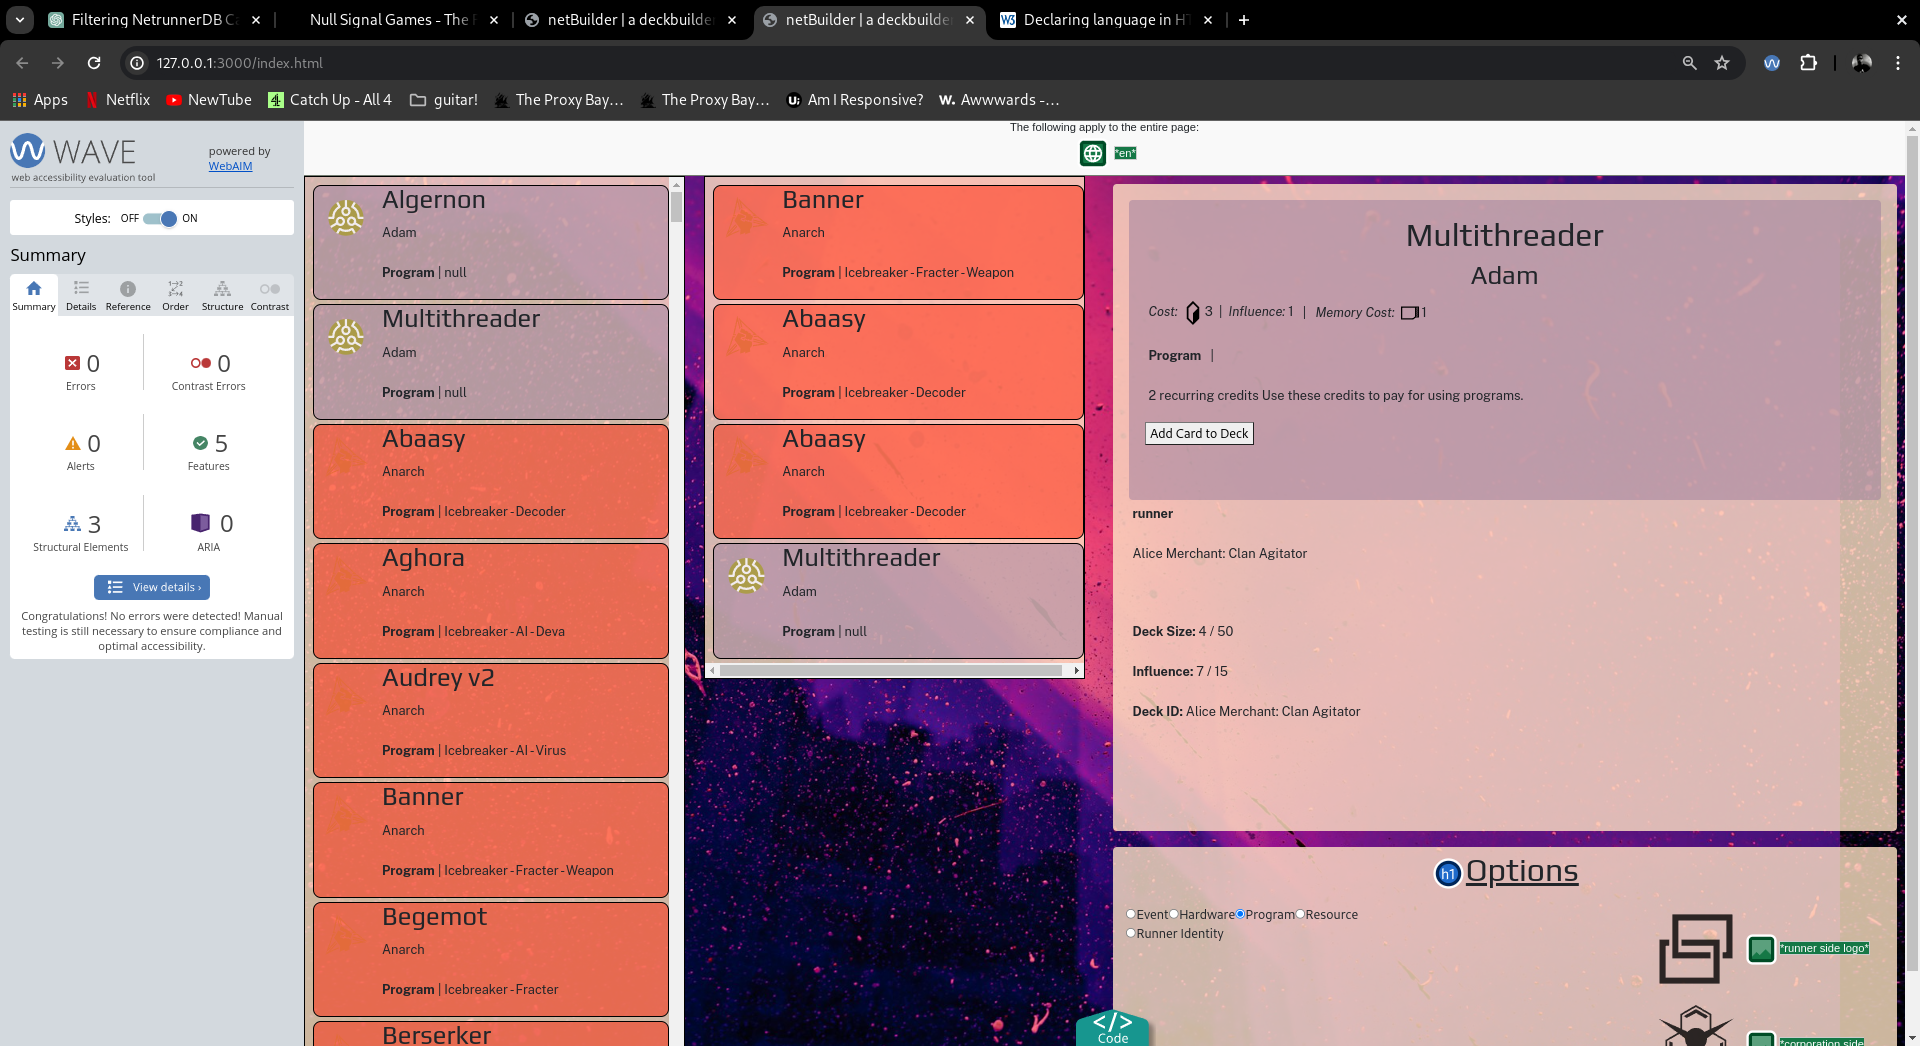 Filtering NetrunnerDB Ca
Null Signal Games - The F
netBuilder | a deckbuilde
netBuilder | a deckbuilde
Declaring language in HT
127.0.0.1:3000/index.html
Apps
Netflix
NewTube
Catch Up - All 4
guitar!
The Proxy Bay...
The Proxy Bay...
Am I Responsive?
Awwwards -...
WAVE
web accessibility evaluation tool
powered by
WebAIM
Styles: OFF ON
Summary
Summary Details Reference Order Structure Contrast
0 Errors
0 Contrast Errors
0 Alerts
5 Features
3 Structural Elements
0 ARIA
View details ›
Congratulations! No errors were detected! Manual
testing is still necessary to ensure compliance and
optimal accessibility.
The following apply to the entire page:
*en*
Algernon
Adam
Program | null
Multithreader
Adam
Program | null
Abaasy
Anarch
Program | Icebreaker - Decoder
Aghora
Anarch
Program | Icebreaker - AI - Deva
Audrey v2
Anarch
Program | Icebreaker - AI - Virus
Banner
Anarch
Program | Icebreaker - Fracter - Weapon
Begemot
Anarch
Program | Icebreaker - Fracter
Berserker
Banner
Anarch
Program | Icebreaker - Fracter - Weapon
Abaasy
Anarch
Program | Icebreaker - Decoder
Abaasy
Anarch
Program | Icebreaker - Decoder
Multithreader
Adam
Program | null
Multithreader
Adam
Cost: 3 | Influence: 1 | Memory Cost: 1
Program |
2 recurring credits Use these credits to pay for using programs.
Add Card to Deck
runner
Alice Merchant: Clan Agitator
Deck Size: 4 / 50
Influence: 7 / 15
Deck ID: Alice Merchant: Clan Agitator
h1 Options
Event Hardware Program Resource
Runner Identity
*runner side logo*
*corporation side
</> Code